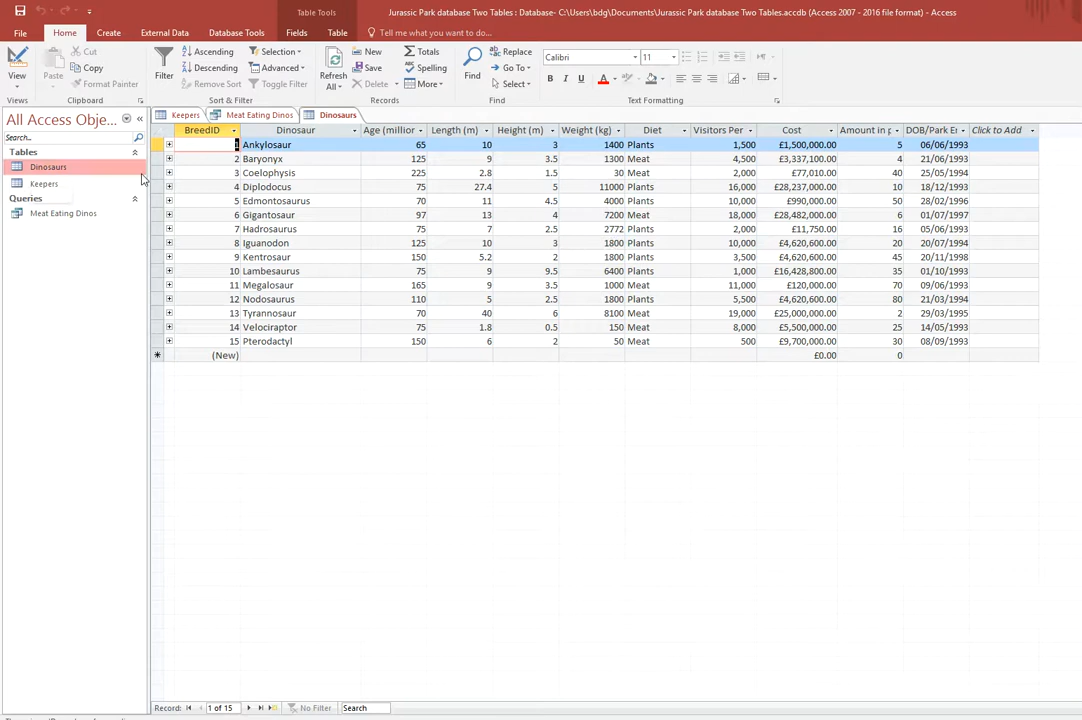 Table Tools
Jurassic Park database Two Tables : Database- C:\Users\bdg\Documents\Jurassic Park database Two Tables.accdb (Access 2007 - 2016 file format) - Access
File Home Create External Data Database Tools Fields Table Tell me what you want to do...
View
Views
Paste
Cut
Copy
Format Painter
Clipboard
Filter
Ascending
Descending
Remove Sort
Selection
Advanced
Toggle Filter
Sort & Filter
Refresh All
New
Save
Delete
Totals
Spelling
More
Records
Find
Replace
Go To
Select
Find
Calibri 11
B I U A
Text Formatting
All Access Obje...
Search...
Tables
Dinosaurs
Keepers
Queries
Meat Eating Dinos
Keepers Meat Eating Dinos Dinosaurs
BreedID Dinosaur Age (million Length (m) Height (m) Weight (kg) Diet Visitors Per Cost Amount in p DOB/Park Er Click to Add
1 Ankylosaur 65 10 3 1400 Plants 1,500 £1,500,000.00 5 06/06/1993
2 Baryonyx 125 9 3.5 1300 Meat 4,500 £3,337,100.00 4 21/06/1993
3 Coelophysis 225 2.8 1.5 30 Meat 2,000 £77,010.00 40 25/05/1993
4 Diplodocus 75 27.4 5 11000 Plants 16,000 £28,237,000.00 10 18/12/1993
5 Edmontosaurus 70 11 4.5 4000 Plants 10,000 £990,000.00 50 28/02/1996
6 Gigantosaur 97 13 4 7200 Meat 18,000 £28,482,000.00 6 01/07/1997
7 Hadrosaurus 75 7 2.5 2772 Plants 2,000 £11,750.00 16 05/06/1993
8 Iguanodon 125 10 3 1800 Plants 10,000 £4,620,600.00 20 20/07/1994
9 Kentrosaur 150 5.2 2 1800 Plants 3,500 £4,620,600.00 45 20/11/1998
10 Lambesaurus 75 9 9.5 6400 Plants 1,000 £16,428,800.00 35 01/10/1993
11 Megalosaur 165 9 3.5 1000 Meat 11,000 £120,000.00 70 09/06/1993
12 Nodosaurus 110 5 2.5 1800 Plants 5,500 £4,620,600.00 80 21/03/1994
13 Tyrannosaur 70 40 6 8100 Meat 19,000 £25,000,000.00 2 29/03/1995
14 Velociraptor 75 1.8 0.5 150 Meat 8,000 £5,500,000.00 25 14/05/1993
15 Pterodactyl 150 6 2 50 Meat 500 £9,700,000.00 30 08/09/1993
(New) £0.00 0
Record: 1 of 15 No Filter Search